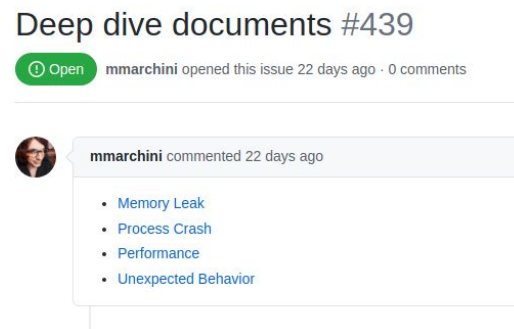 Deep dive documents #439
Open mmarchini opened this issue 22 days ago · 0 comments
mmarchini commented 22 days ago
• Memory Leak
• Process Crash
• Performance
• Unexpected Behavior